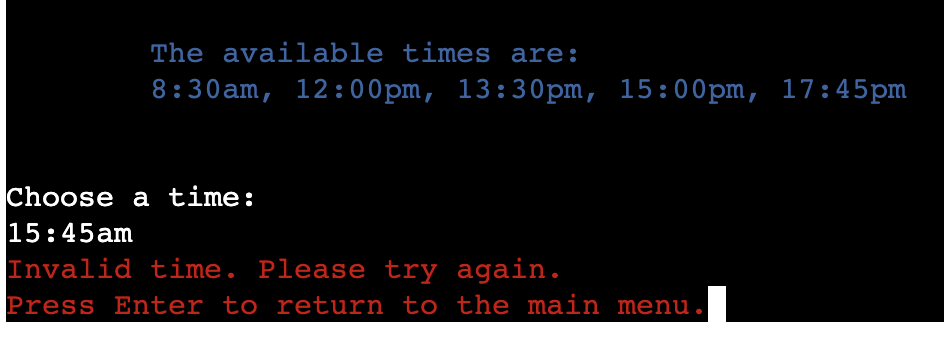 The available times are:
8:30am, 12:00pm, 13:30pm, 15:00pm, 17:45pm
Choose a time:
15:45am
Invalid time. Please try again.
Press Enter to return to the main menu.